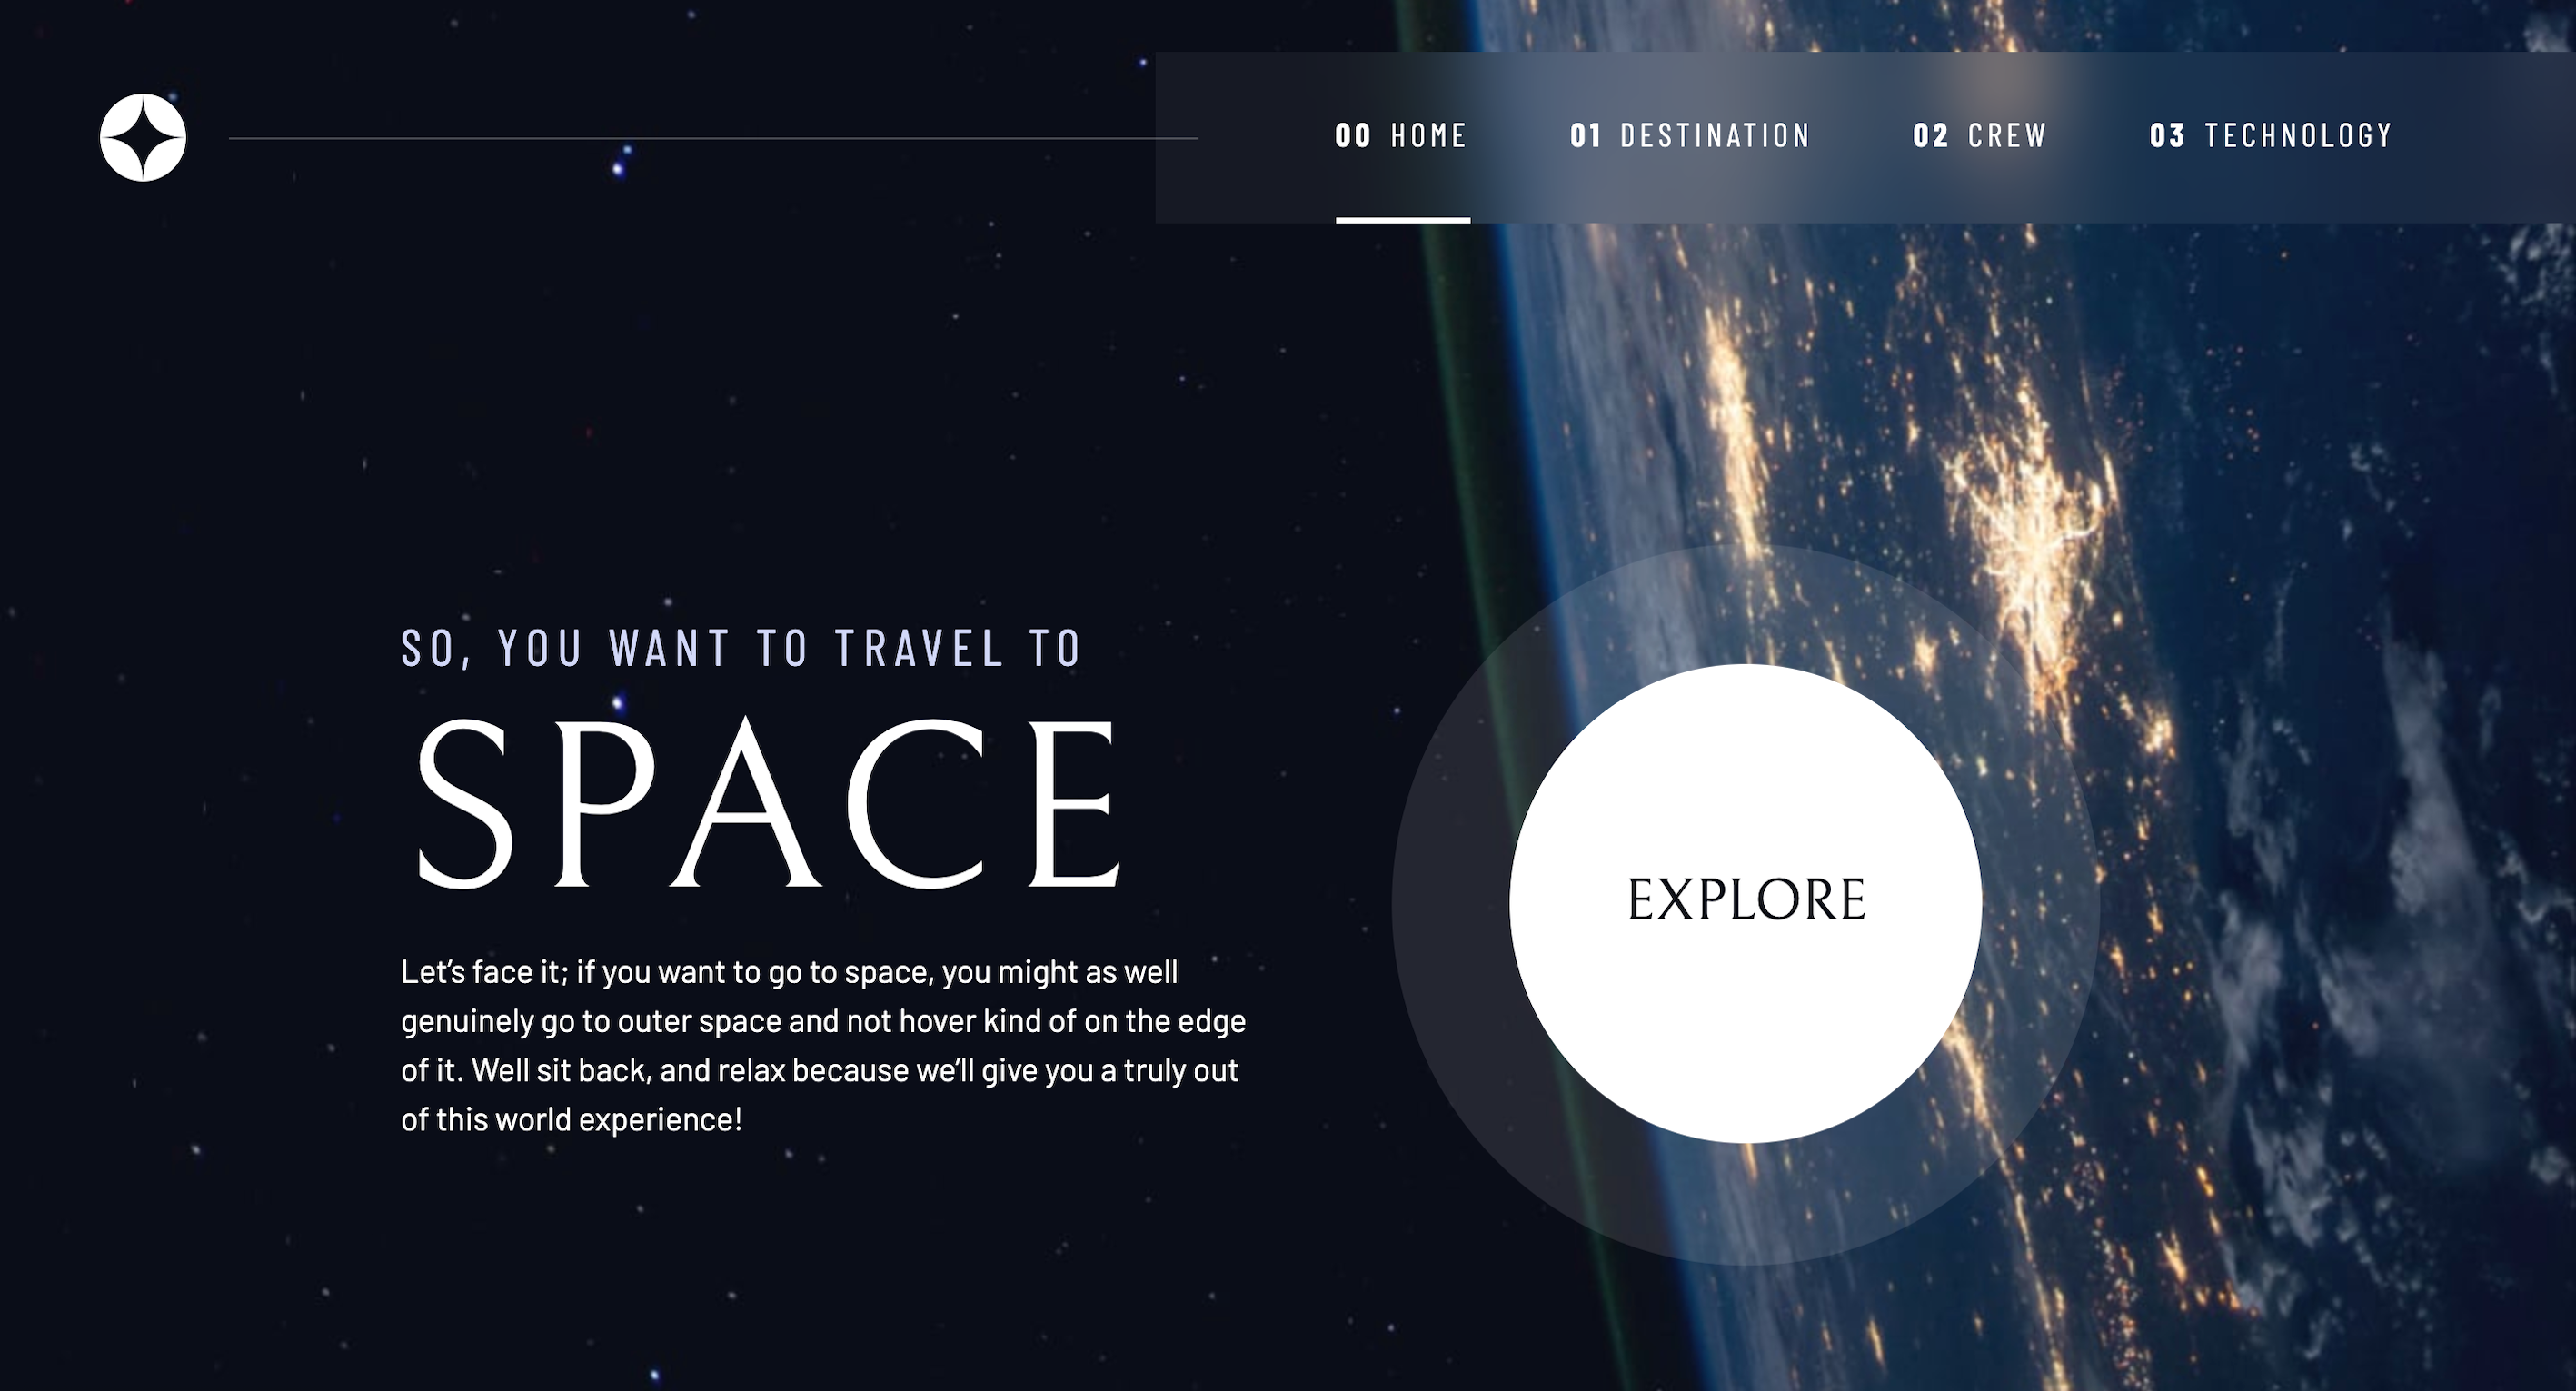 00 HOME 01 DESTINATION 02 CREW 03 TECHNOLOGY
SO, YOU WANT TO TRAVEL TO
SPACE
Let’s face it; if you want to go to space, you might as well
genuinely go to outer space and not hover kind of on the edge
of it. Well sit back, and relax because we’ll give you a truly out
of this world experience!
EXPLORE